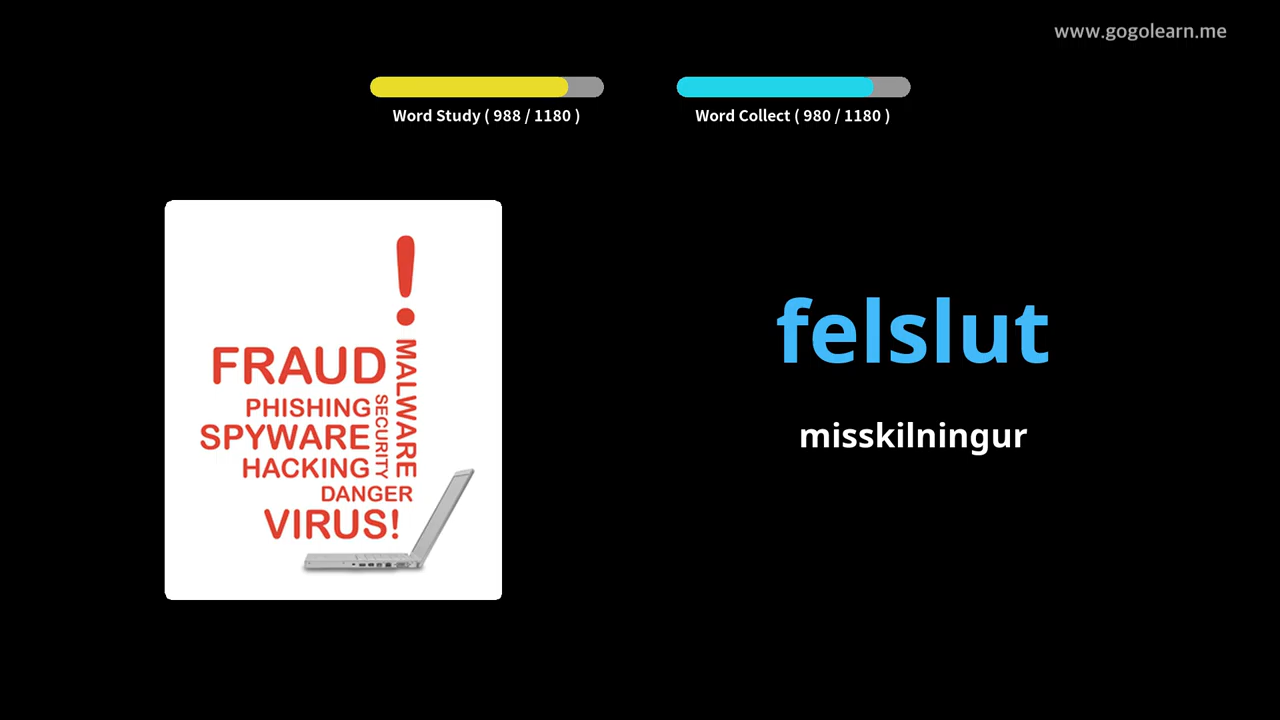 www.gogolearn.me
Word Study ( 988 / 1180 )
Word Collect ( 980 / 1180 )
!
FRAUD
MALWARE
PHISHING
SECURITY
SPYWARE
HACKING
DANGER
VIRUS!
felslut
misskilningur